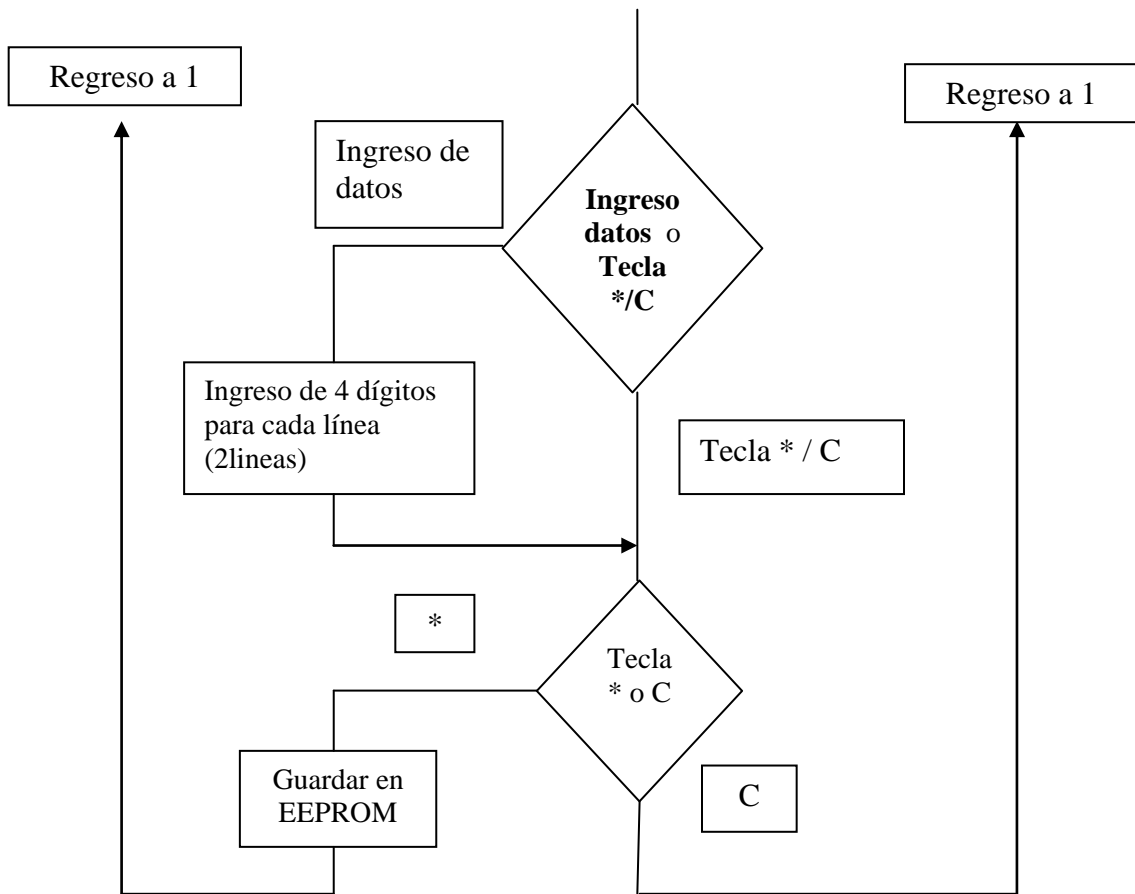 Regreso a 1
Regreso a 1
Ingreso de
datos
Ingreso
datos o
Tecla
*/C
Ingreso de 4 dígitos
para cada línea
(2lineas)
Tecla * / C
*
Tecla
* o C
Guardar en
EEPROM
C